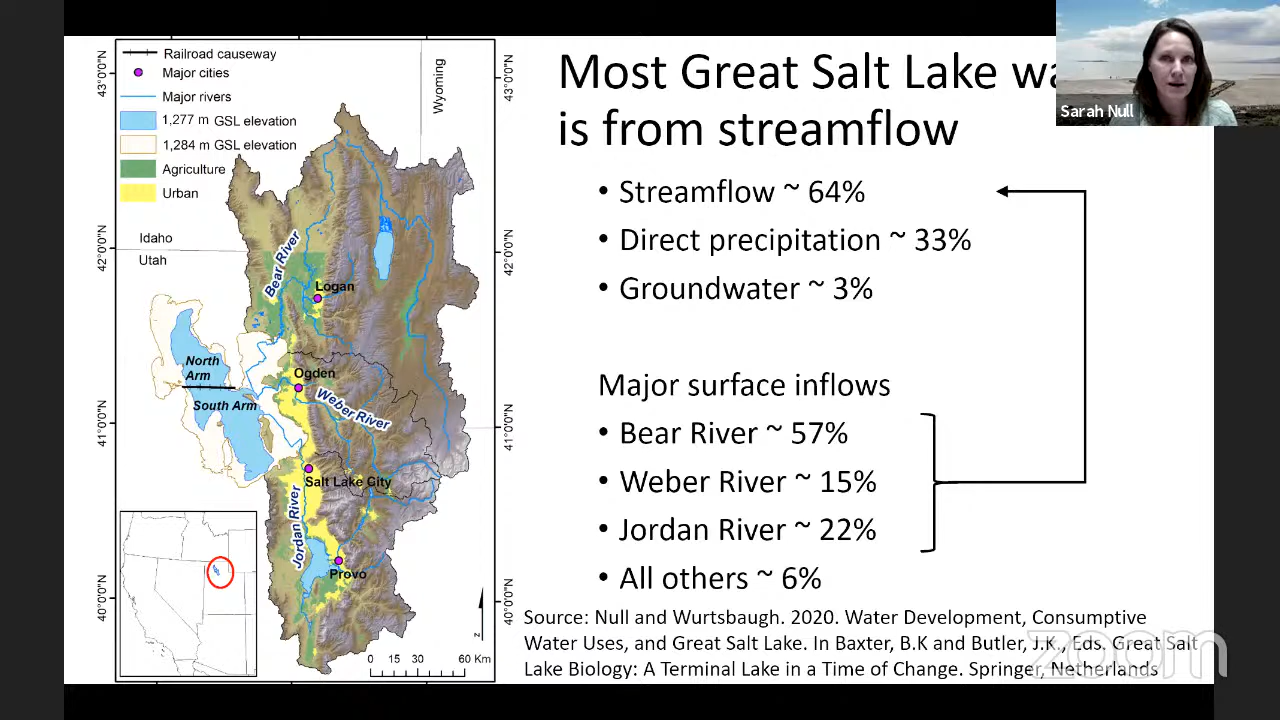 Most Great Salt Lake wa
is from streamflow
Sarah Null
• Streamflow ~ 64%
• Direct precipitation ~ 33%
• Groundwater ~ 3%
Major surface inflows
• Bear River ~ 57%
• Weber River ~ 15%
• Jordan River ~ 22%
• All others ~ 6%
Source: Null and Wurtsbaugh. 2020. Water Development, Consumptive
Water Uses, and Great Salt Lake. In Baxter, B.K and Butler, J.K., Eds. Great Salt
Lake Biology: A Terminal Lake in a Time of Change. Springer, Netherlands
zoom
Railroad causeway
Major cities
Major rivers
1,277 m GSL elevation
1,284 m GSL elevation
Agriculture
Urban
Wyoming
Idaho
Utah
43°0'0"N
43°0'0"N
42°0'0"N
42°0'0"N
41°0'0"N
41°0'0"N
40°0'0"N
40°0'0"N
Bear River
Logan
North
Arm
South Arm
Ogden
Weber River
Salt Lake City
Jordan River
Provo
N
0 15 30 60 Km